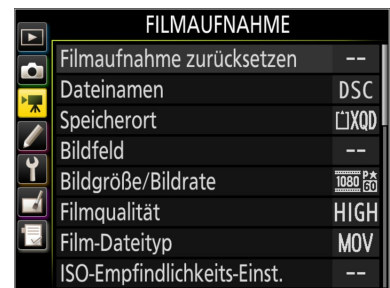 FILMAUFNAHME
Filmaufnahme zurücksetzen --
Dateinamen DSC
Speicherort XQD
Bildfeld --
Bildgröße/Bildrate 1080 P★ 60
Filmqualität HIGH
Film-Dateityp MOV
ISO-Empfindlichkeits-Einst. --